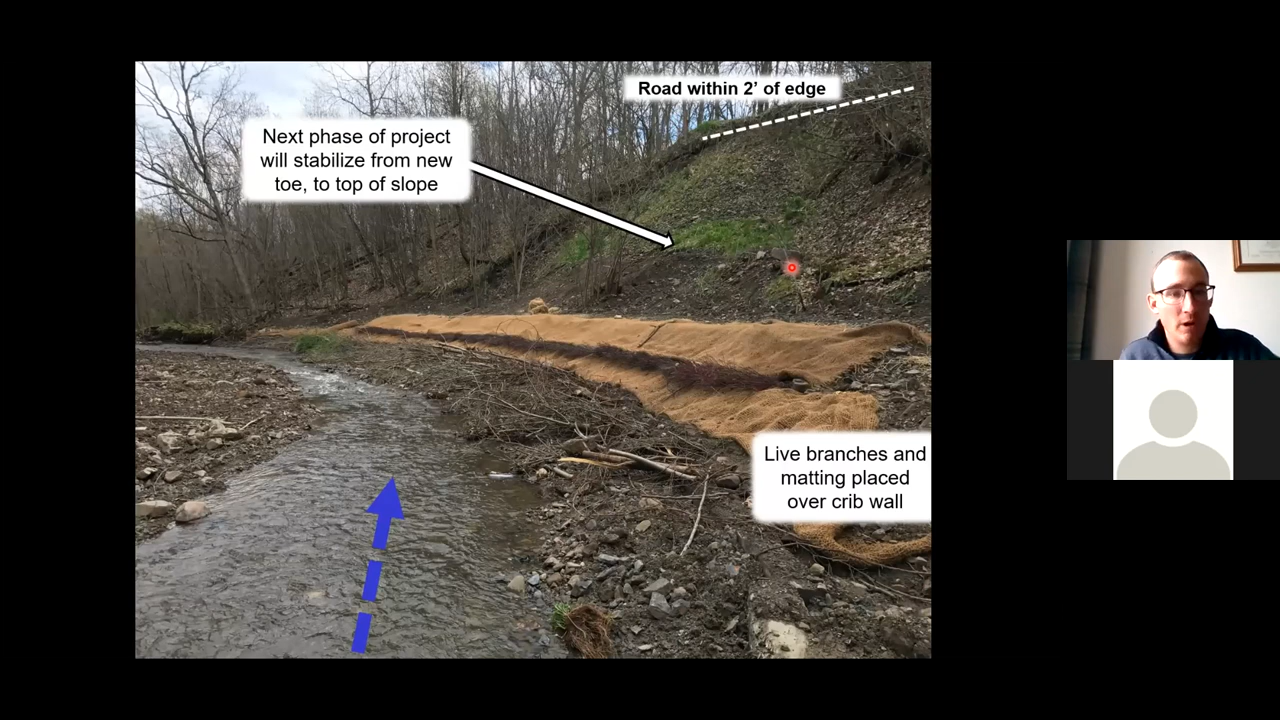 Road within 2’ of edge
Next phase of project
will stabilize from new
toe, to top of slope
Live branches and
matting placed
over crib wall